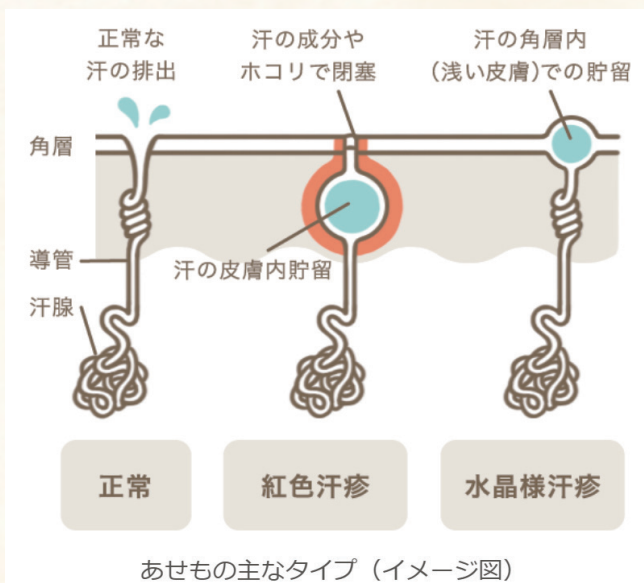 正常な
汗の排出
汗の成分や
ホコリで閉塞
汗の角層内
(浅い皮膚)での貯留
角層
導管
汗の皮膚内貯留
汗腺
正常
紅色汗疹
水晶様汗疹
あせもの主なタイプ（イメージ図）